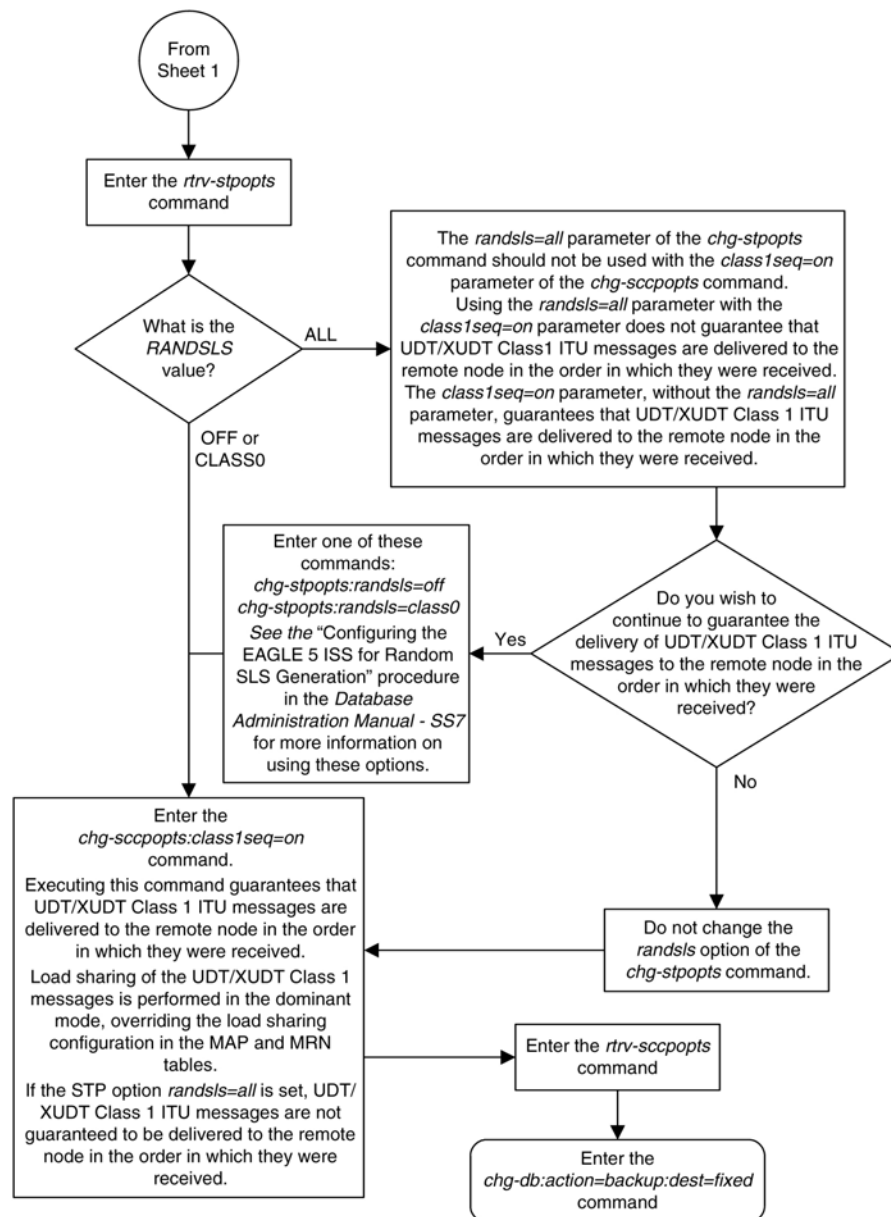 From
Sheet 1
Enter the rtrv-stpopts
command
What is the
RANDSLS
value?
ALL
OFF or
CLASS0
The randsls=all parameter of the chg-stpopts
command should not be used with the class1seq=on
parameter of the chg-sccpopts command.
Using the randsls=all parameter with the
class1seq=on parameter does not guarantee that
UDT/XUDT Class1 ITU messages are delivered to the
remote node in the order in which they were received.
The class1seq=on parameter, without the randsls=all
parameter, guarantees that UDT/XUDT Class 1 ITU
messages are delivered to the remote node in the
order in which they were received.
Do you wish to
continue to guarantee the
delivery of UDT/XUDT Class 1 ITU
messages to the remote node in the
order in which they were
received?
Yes
No
Enter one of these
commands:
chg-stpopts:randsls=off
chg-stpopts:randsls=class0
See the “Configuring the
EAGLE 5 ISS for Random
SLS Generation” procedure
in the Database
Administration Manual - SS7
for more information on
using these options.
Do not change the
randsls option of the
chg-stpopts command.
Enter the
chg-sccpopts:class1seq=on
command.
Executing this command guarantees that
UDT/XUDT Class 1 ITU messages are
delivered to the remote node in the order
in which they were received.
Load sharing of the UDT/XUDT Class 1
messages is performed in the dominant
mode, overriding the load sharing
configuration in the MAP and MRN
tables.
If the STP option randsls=all is set, UDT/
XUDT Class 1 ITU messages are not
guaranteed to be delivered to the remote
node in the order in which they were
received.
Enter the rtrv-sccpopts
command
Enter the
chg-db:action=backup:dest=fixed
command